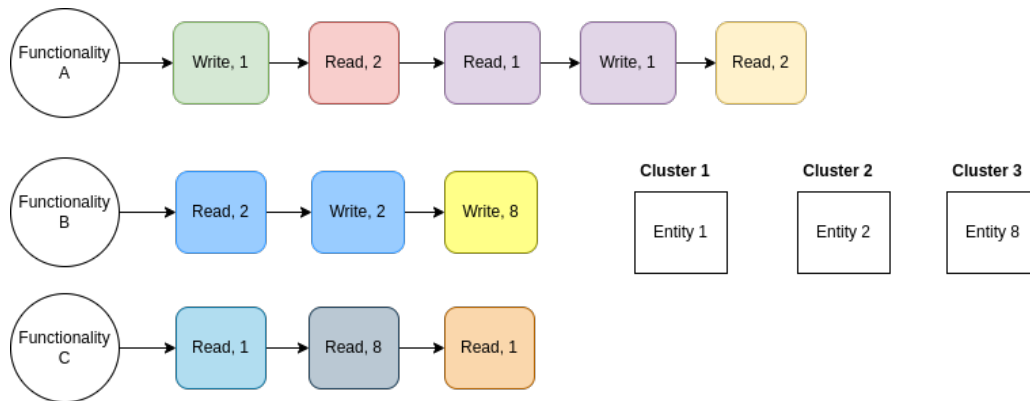 Functionality
A
Write, 1
Read, 2
Read, 1
Write, 1
Read, 2
Functionality
B
Read, 2
Write, 2
Write, 8
Cluster 1
Cluster 2
Cluster 3
Entity 1
Entity 2
Entity 8
Functionality
C
Read, 1
Read, 8
Read, 1